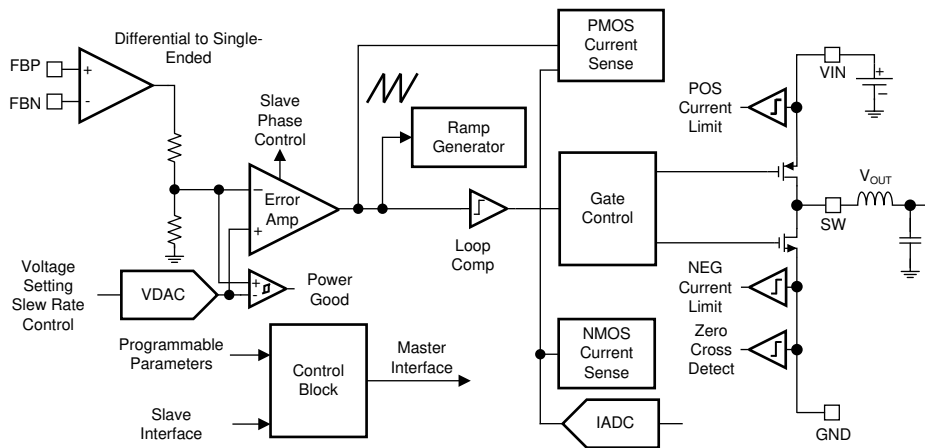 Differential to Single-
Ended
FBP
FBN
+
-
Slave
Phase
Control
Ramp
Generator
PMOS
Current
Sense
VIN
+
−
POS
Current
Limit
−
Error
Amp
+
Loop
Comp
Gate
Control
VOUT
SW
Voltage
Setting
Slew Rate
Control
VDAC
+
-
Power
Good
NEG
Current
Limit
Programmable
Parameters
Slave
Interface
Control
Block
Master
Interface
NMOS
Current
Sense
Zero
Cross
Detect
IADC
GND